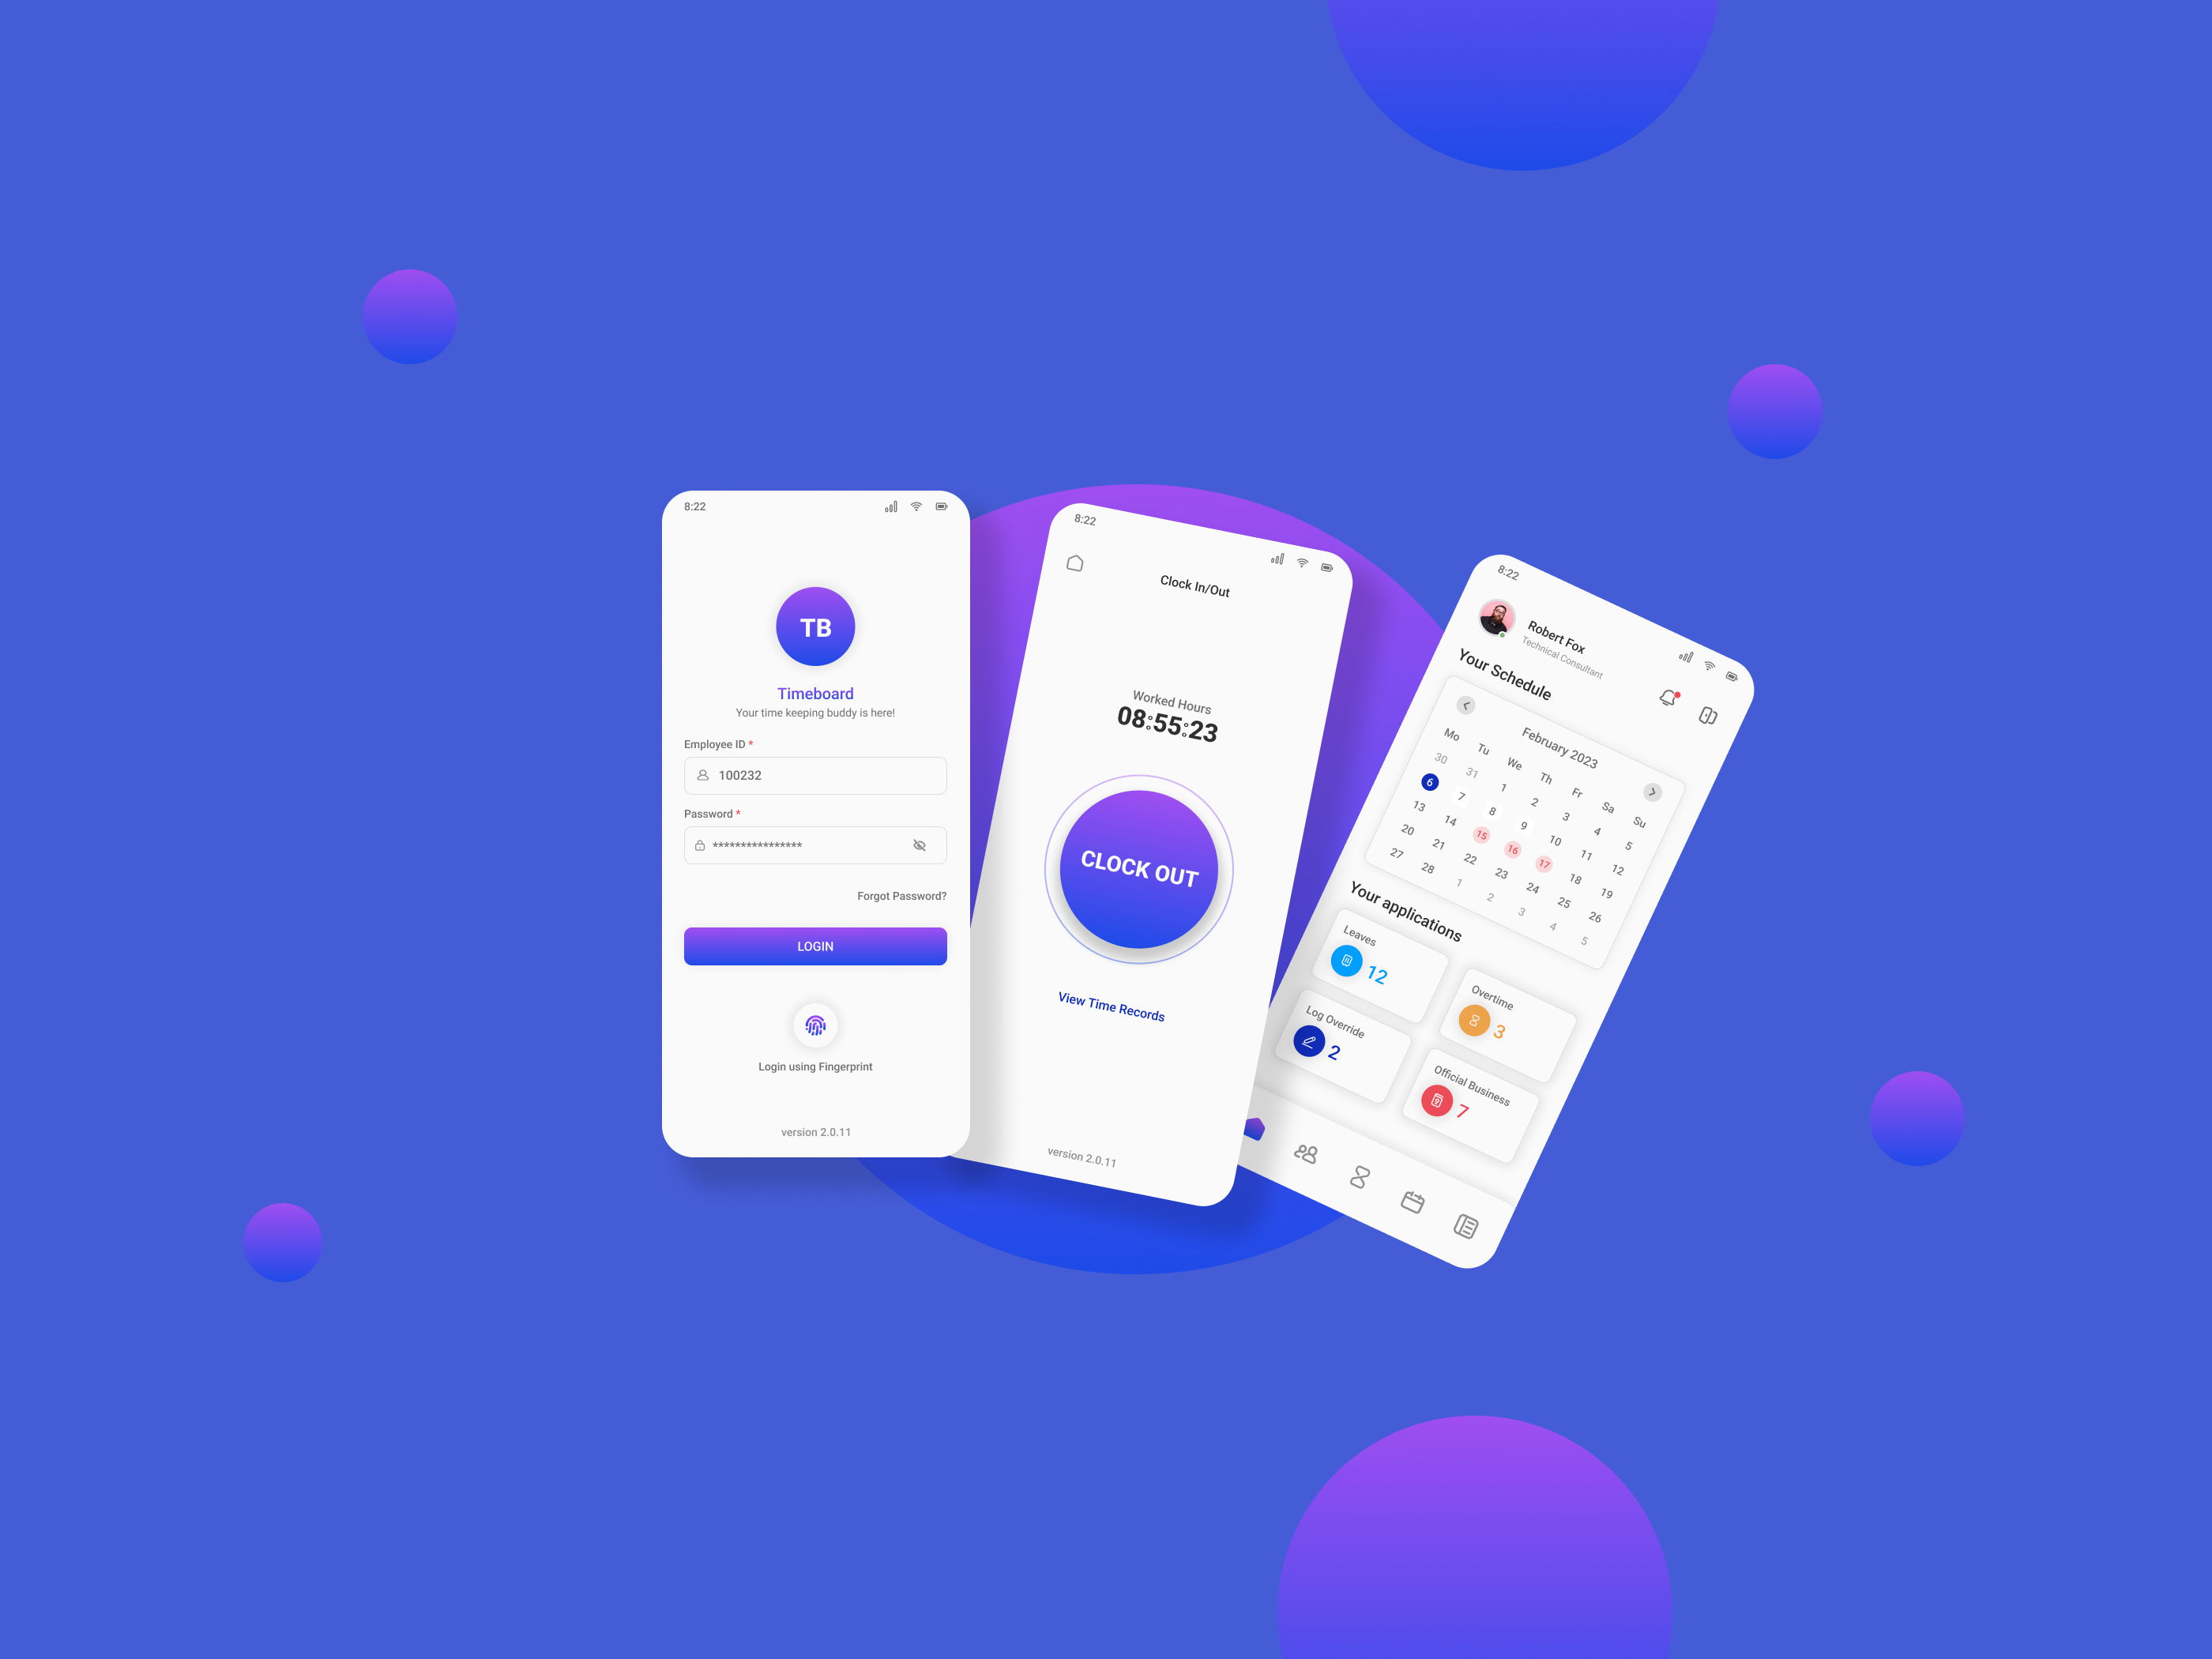 8:22
TB
Timeboard
Your time keeping buddy is here!
Employee ID *
100232
Password *
****************
Forgot Password?
LOGIN
Login using Fingerprint
version 2.0.11
8:22
Clock In/Out
Worked Hours
08:55:23
CLOCK OUT
View Time Records
version 2.0.11
8:22
Robert Fox
Technical Consultant
Your Schedule
February 2023
Mo Tu We Th Fr Sa Su
30 31 1 2 3 4 5
6 7 8 9 10 11 12
13 14 15 16 17 18 19
20 21 22 23 24 25 26
27 28 1 2 3 4 5
Your applications
Leaves
12
Overtime
3
Log Override
2
Official Business
7